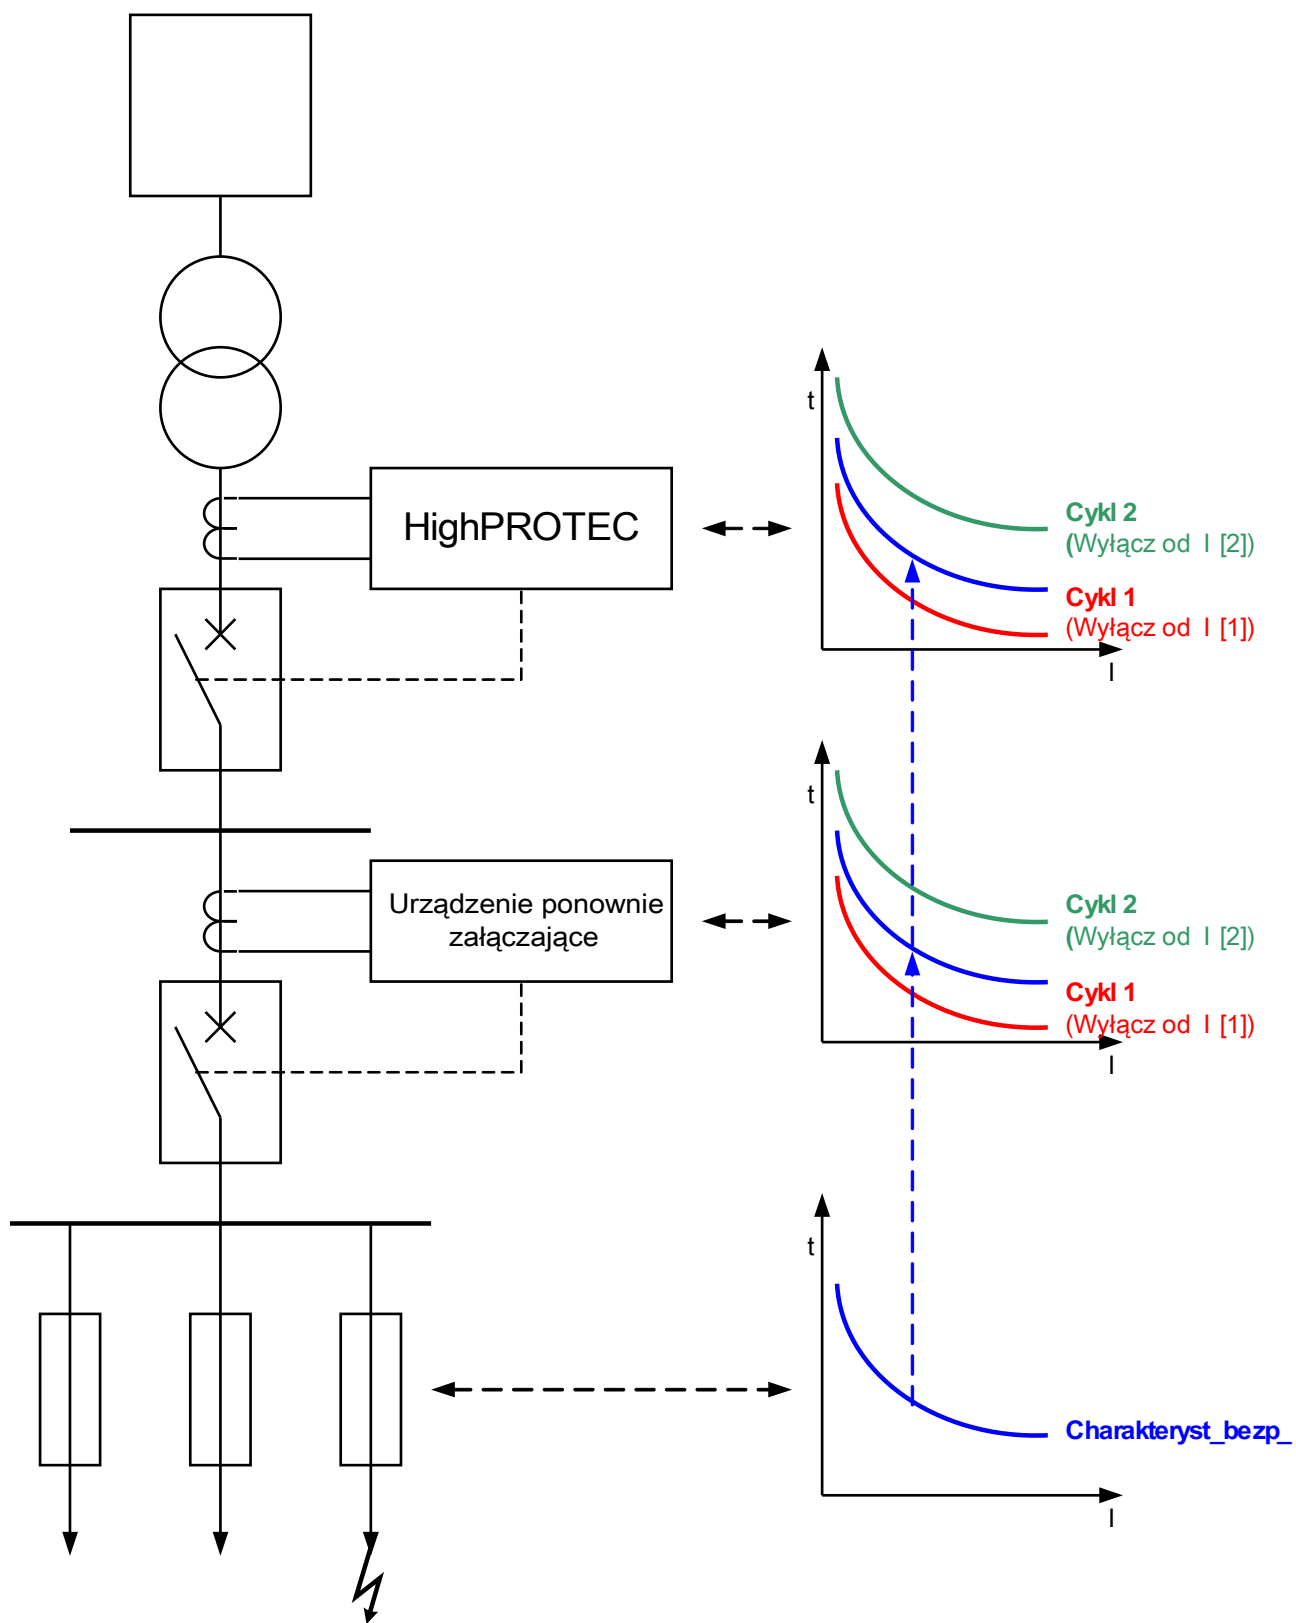 t
HighPROTEC
Cykl 2
(Wyłącz od I [2])
Cykl 1
(Wyłącz od I [1])
I
t
Urządzenie ponownie
załączające
Cykl 2
(Wyłącz od I [2])
Cykl 1
(Wyłącz od I [1])
I
t
Charakteryst_bezp_
I